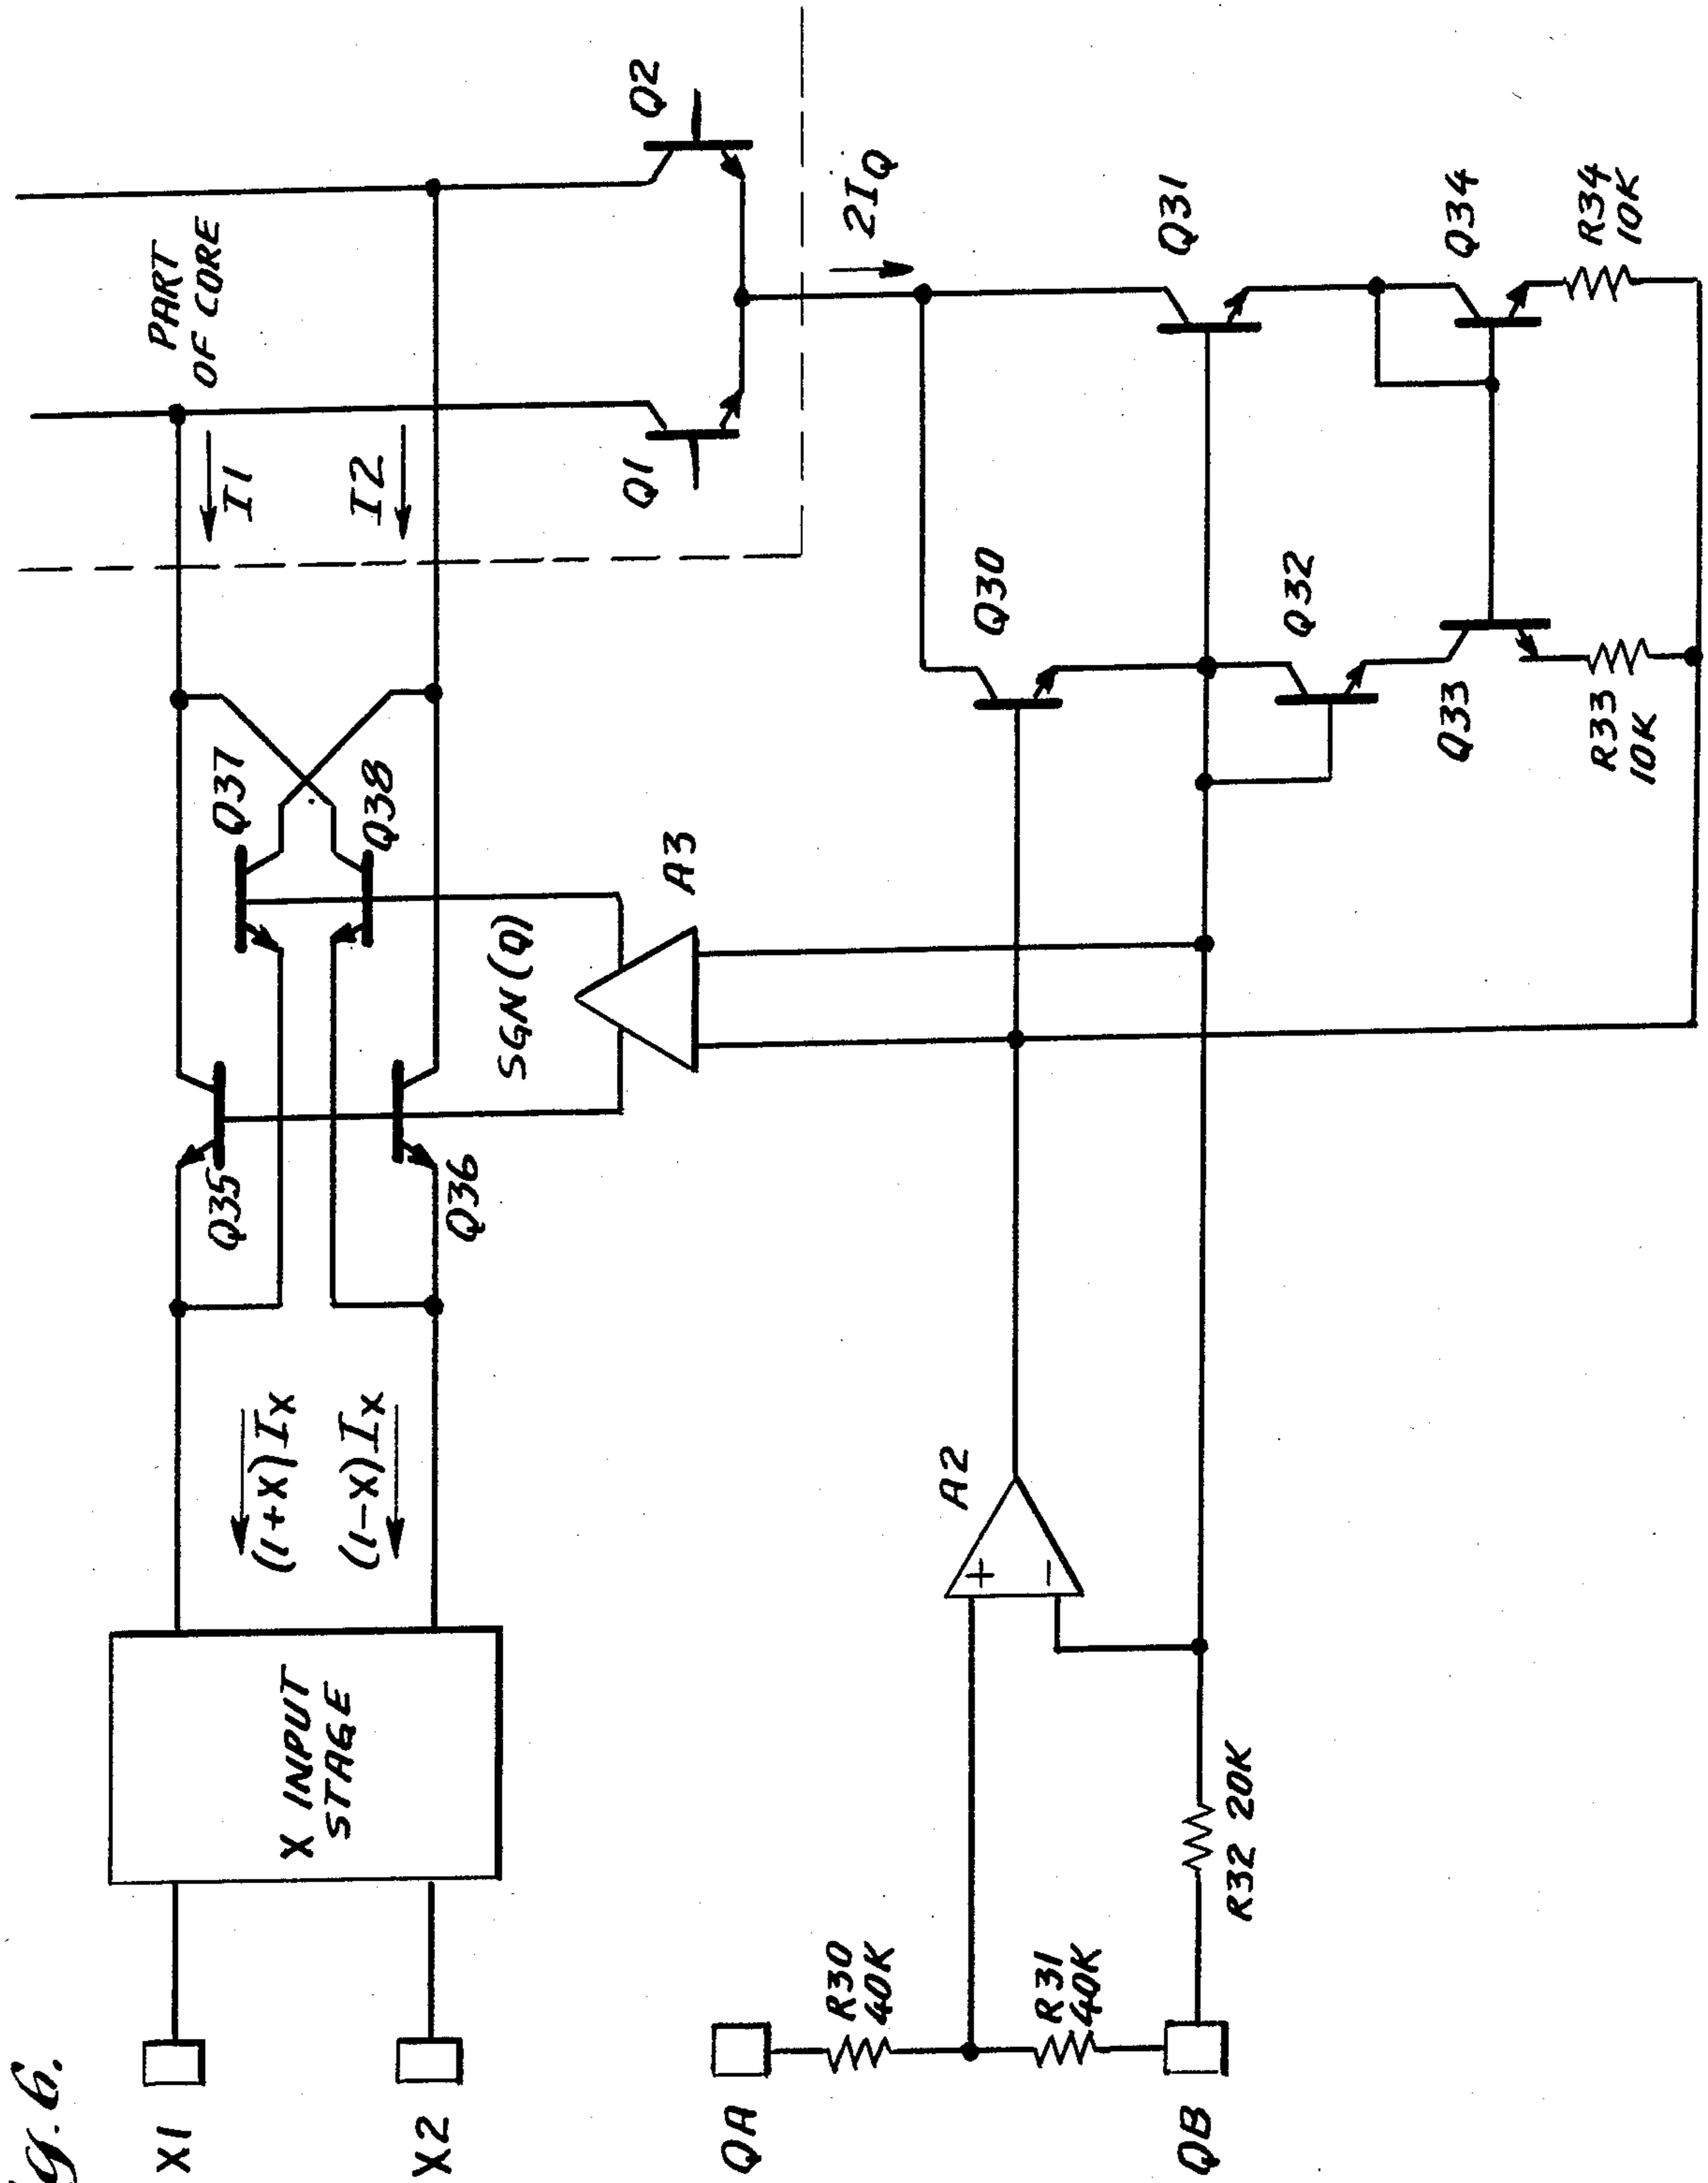 X1
X2
X INPUT
STAGE
(1+X)IX
(1-X)IX
Q35
Q36
Q37
Q38
I1
I2
PART
OF CORE
Q1
Q2
2IQ
SGN(Q)
A3
QA
R30
40K
R31
40K
QB
R32 20K
A2
+
−
Q30
Q31
Q32
Q33
Q34
R33
10K
R34
10K